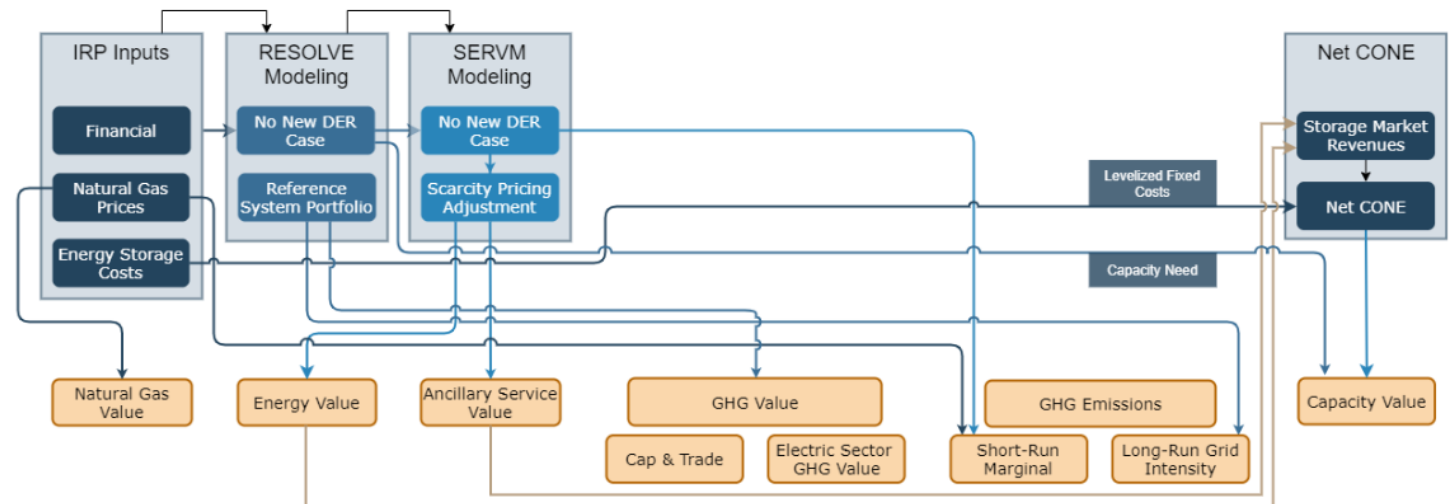 IRP Inputs
RESOLVE
Modeling
SERVM
Modeling
Net CONE
Financial
No New DER
Case
No New DER
Case
Storage Market
Revenues
Natural Gas
Prices
Reference
System Portfolio
Scarcity Pricing
Adjustment
Levelized Fixed
Costs
Net CONE
Energy Storage
Costs
Capacity Need
Natural Gas
Value
Energy Value
Ancillary Service
Value
GHG Value
GHG Emissions
Capacity Value
Cap & Trade
Electric Sector
GHG Value
Short-Run
Marginal
Long-Run Grid
Intensity